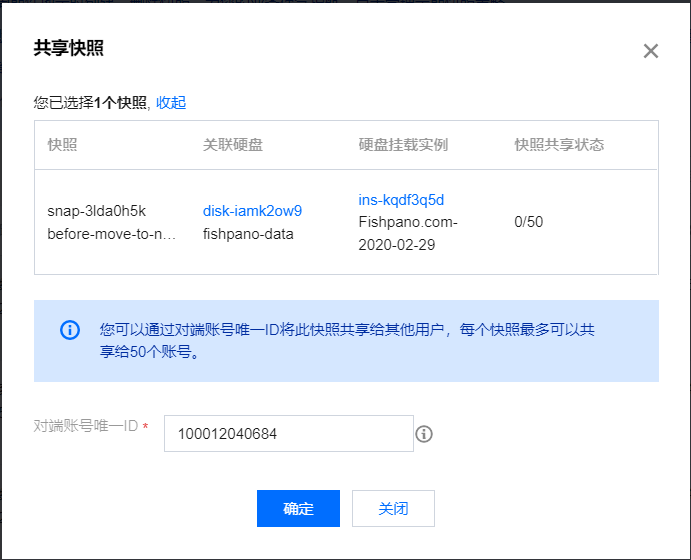 共享快照
您已选择1个快照, 收起
快照 关联硬盘 硬盘挂载实例 快照共享状态
snap-3lda0h5k disk-iamk2ow9 ins-kqdf3q5d 0/50
before-move-to-n... fishpano-data Fishpano.com-
2020-02-29
您可以通过对端账号唯一ID将此快照共享给其他用户，每个快照最多可以共
享给50个账号。
对端账号唯一ID * 100012040684
确定 关闭